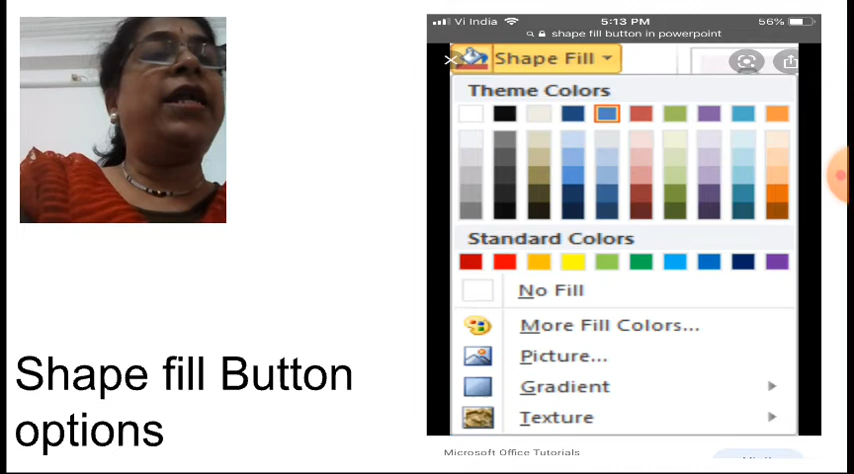 Vi India
5:13 PM
56%
shape fill button in powerpoint
Shape Fill
Theme Colors
Standard Colors
No Fill
More Fill Colors...
Picture...
Gradient
Texture
Microsoft Office Tutorials
Shape fill Button
options